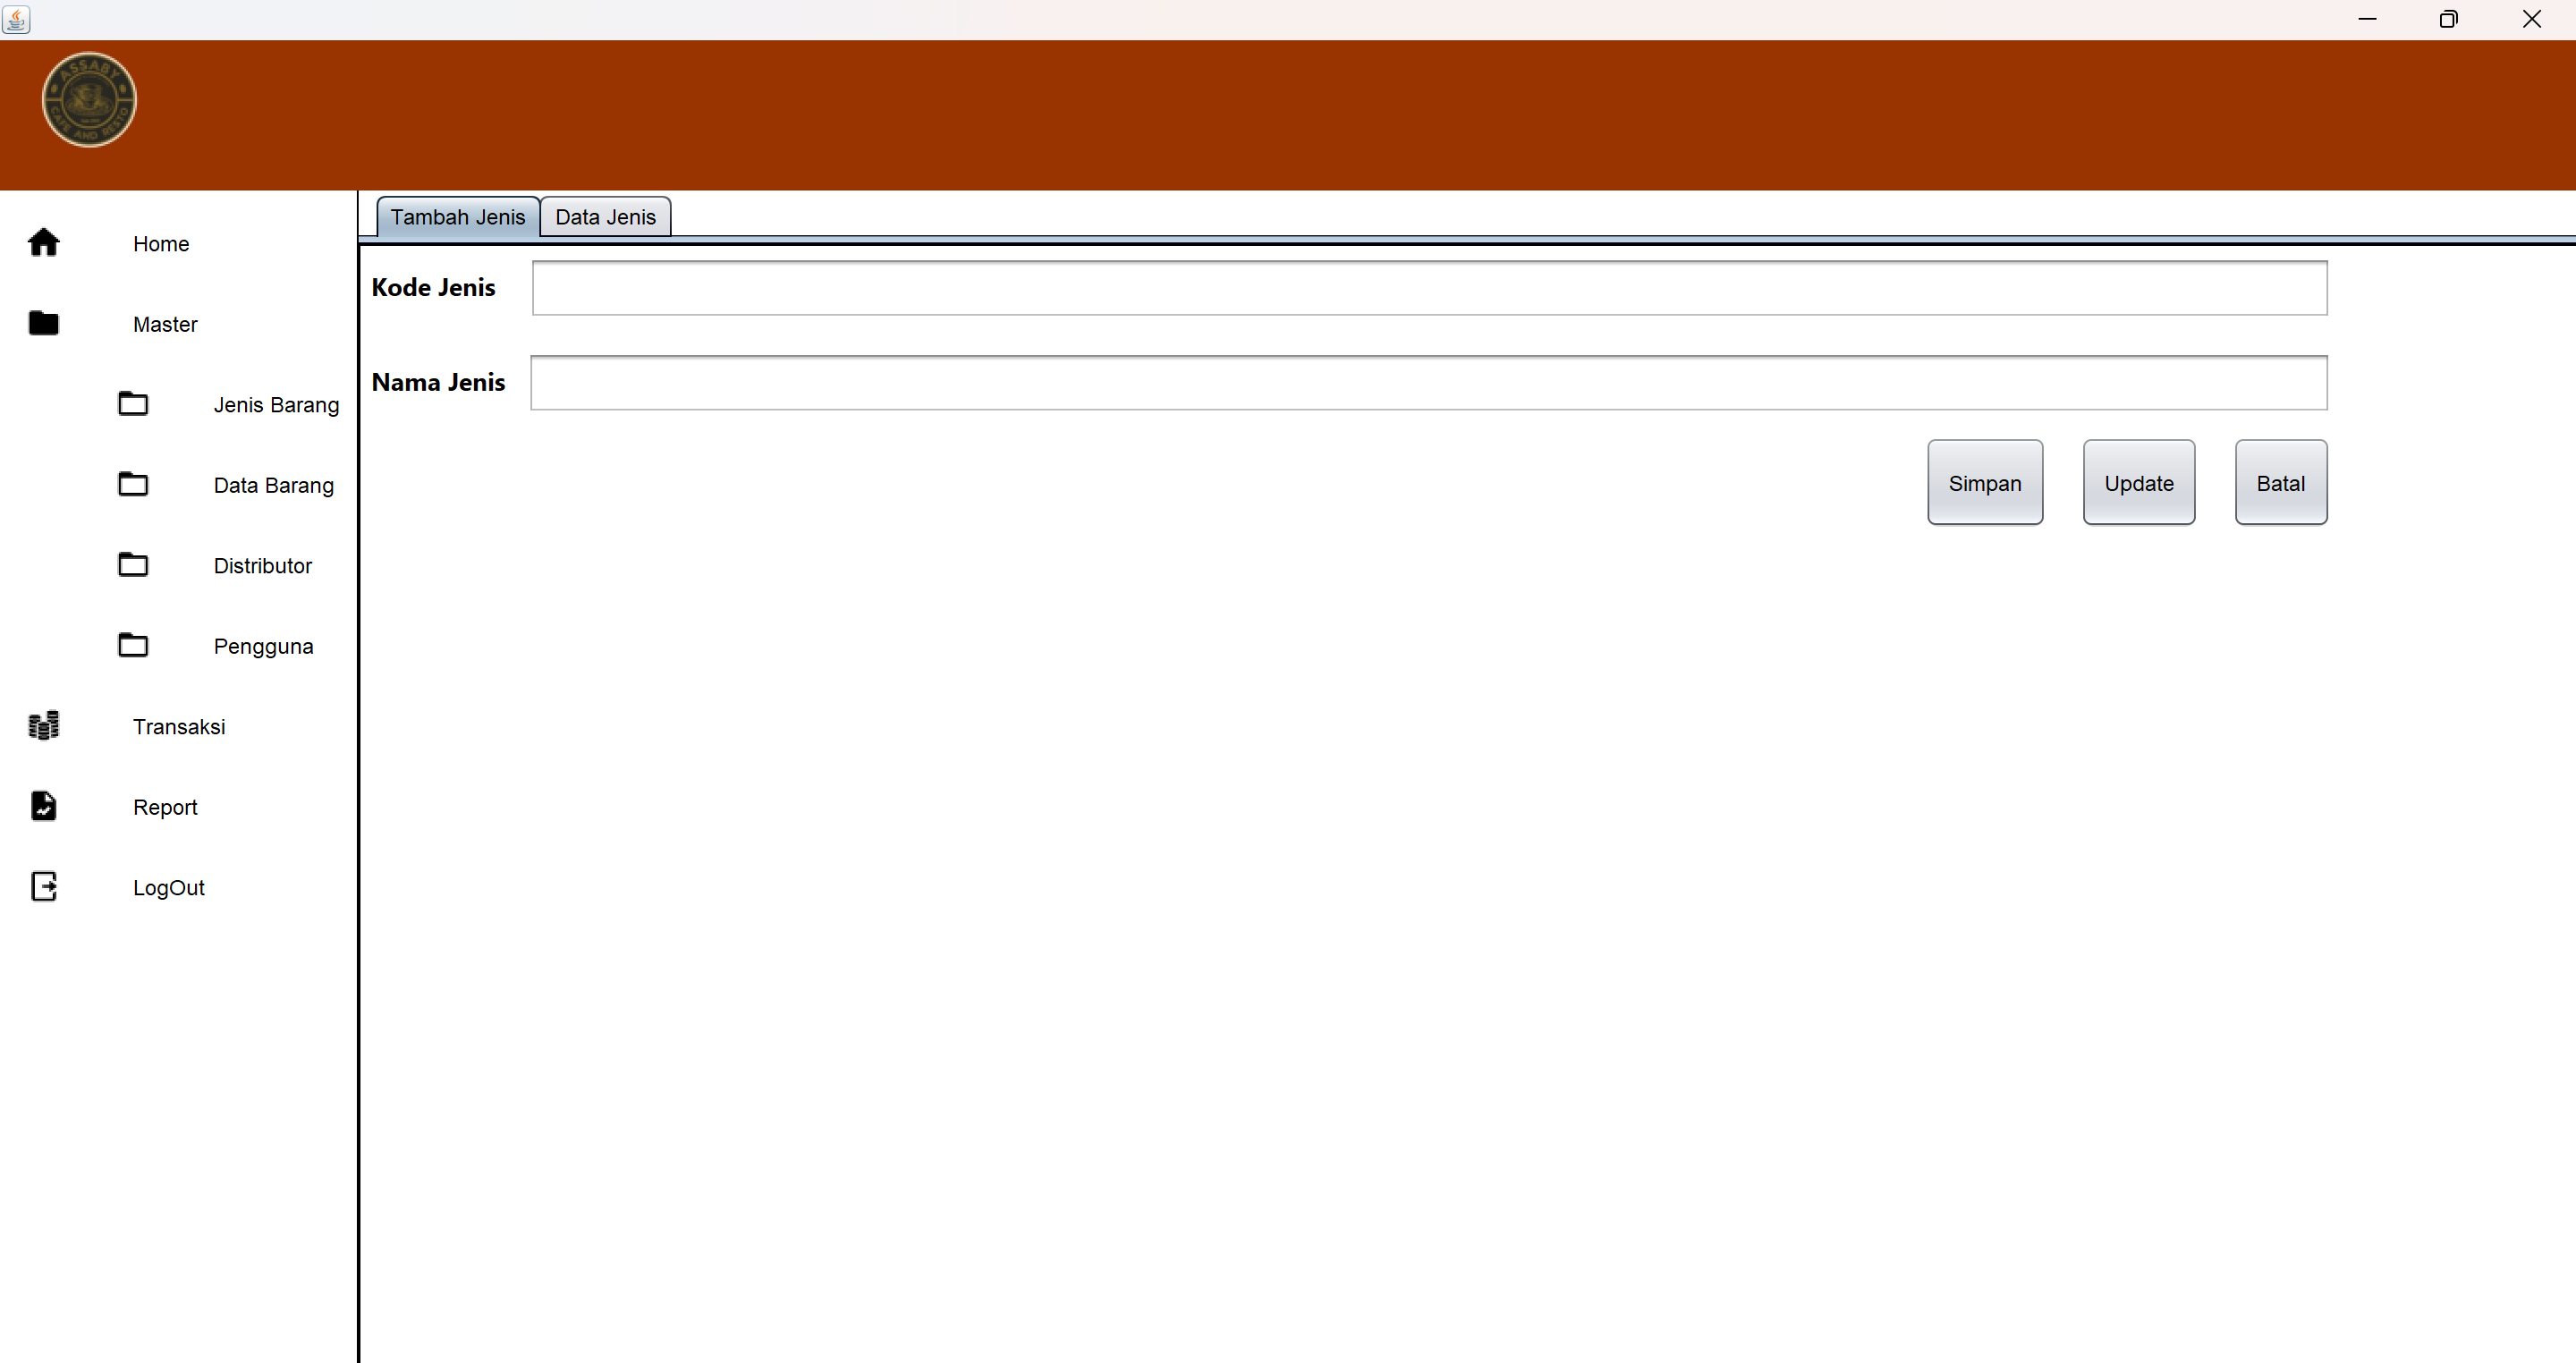 ASSABY
CAFE AND RESTO
Home
Master
Jenis Barang
Data Barang
Distributor
Pengguna
Transaksi
Report
LogOut
Tambah Jenis
Data Jenis
Kode Jenis
Nama Jenis
Simpan
Update
Batal